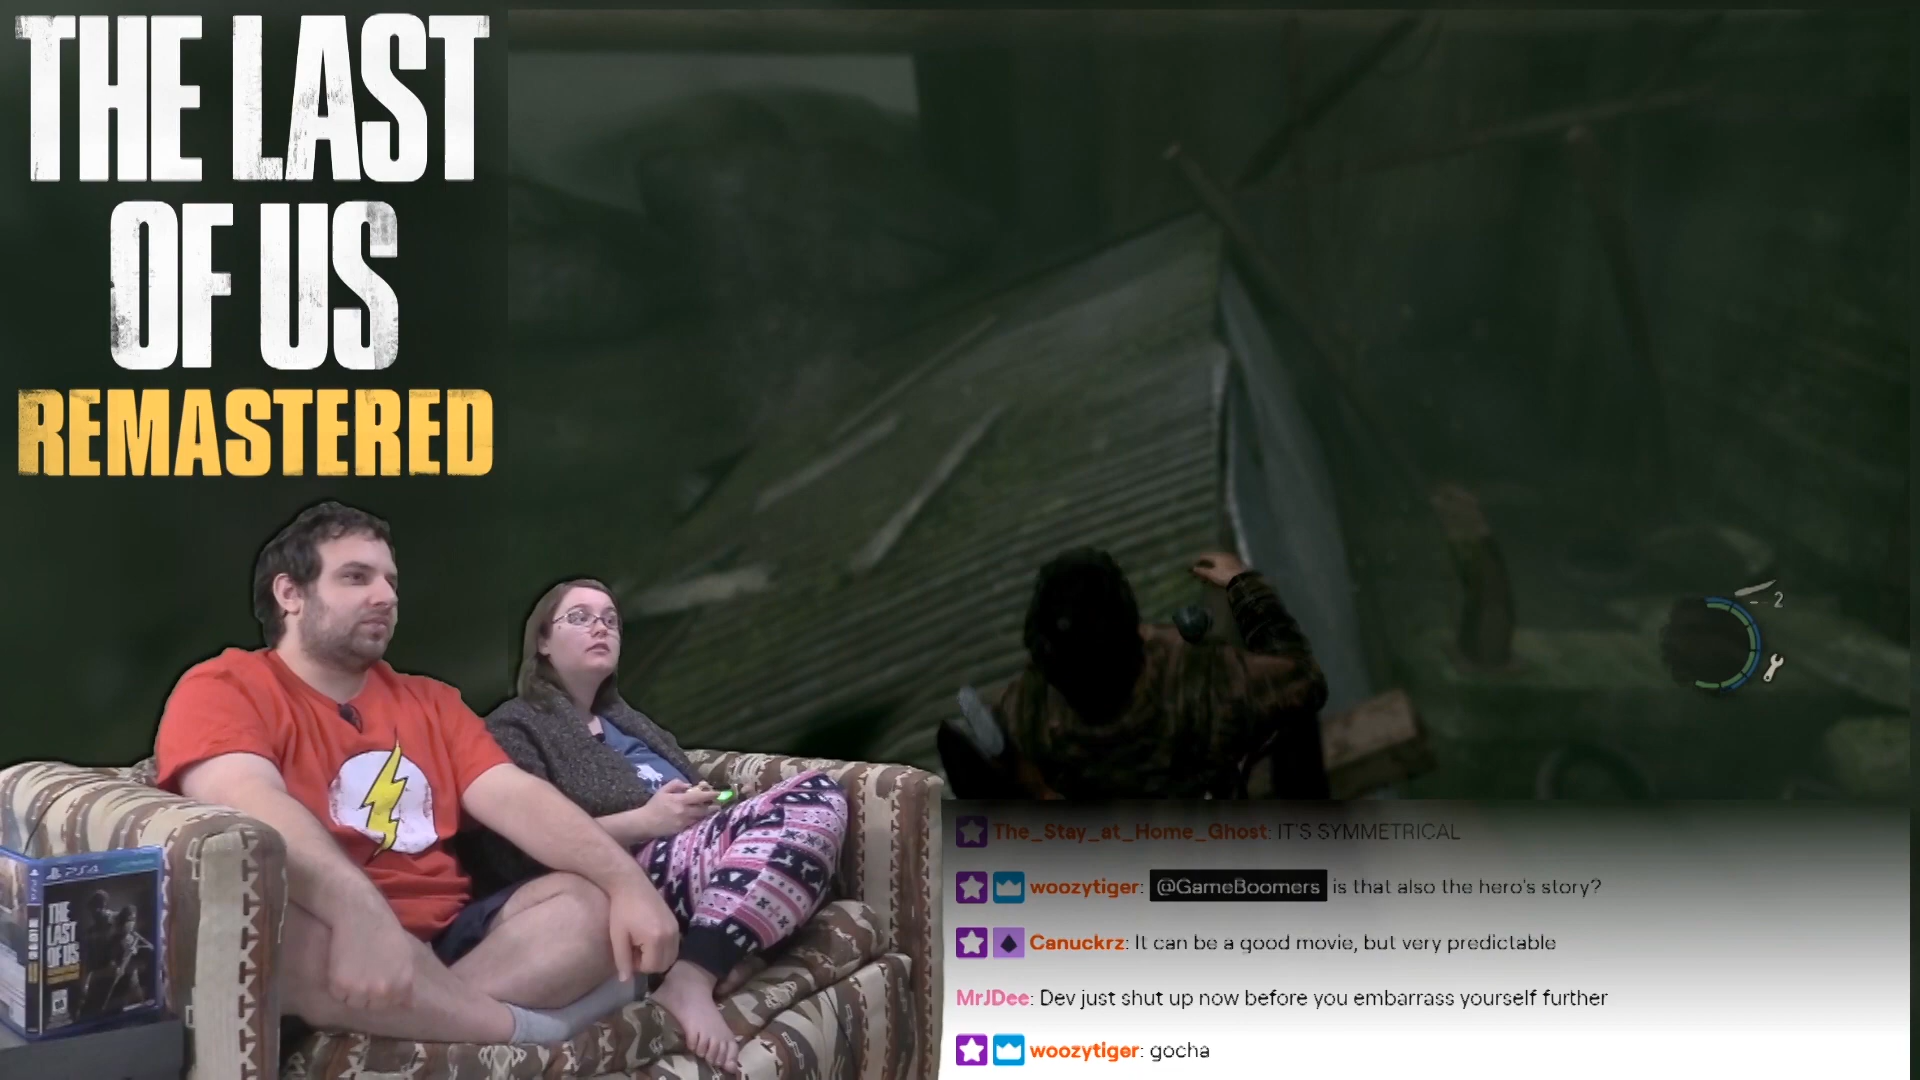 THE LAST
OF US
REMASTERED
2
The_Stay_at_Home_Ghost: IT'S SYMMETRICAL
woozytiger: @GameBoomers is that also the hero's story?
Canuckrz: It can be a good movie, but very predictable
MrJDee: Dev just shut up now before you embarrass yourself further
woozytiger: gocha
PS4
THE
LAST
OF US